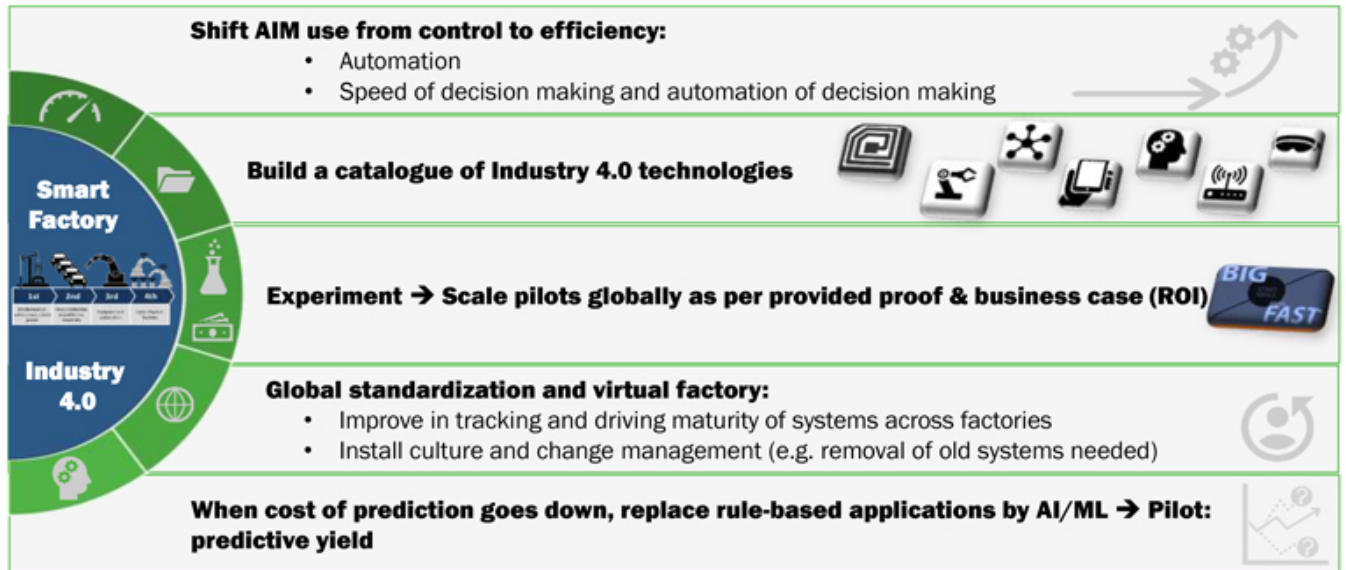 Shift AIM use from control to efficiency:
• Automation
• Speed of decision making and automation of decision making
Build a catalogue of Industry 4.0 technologies
Smart
Factory
1st 2nd 3rd 4th
Industry
4.0
Experiment → Scale pilots globally as per provided proof & business case (ROI)
BIG
FAST
Global standardization and virtual factory:
• Improve in tracking and driving maturity of systems across factories
• Install culture and change management (e.g. removal of old systems needed)
When cost of prediction goes down, replace rule-based applications by AI/ML → Pilot:
predictive yield